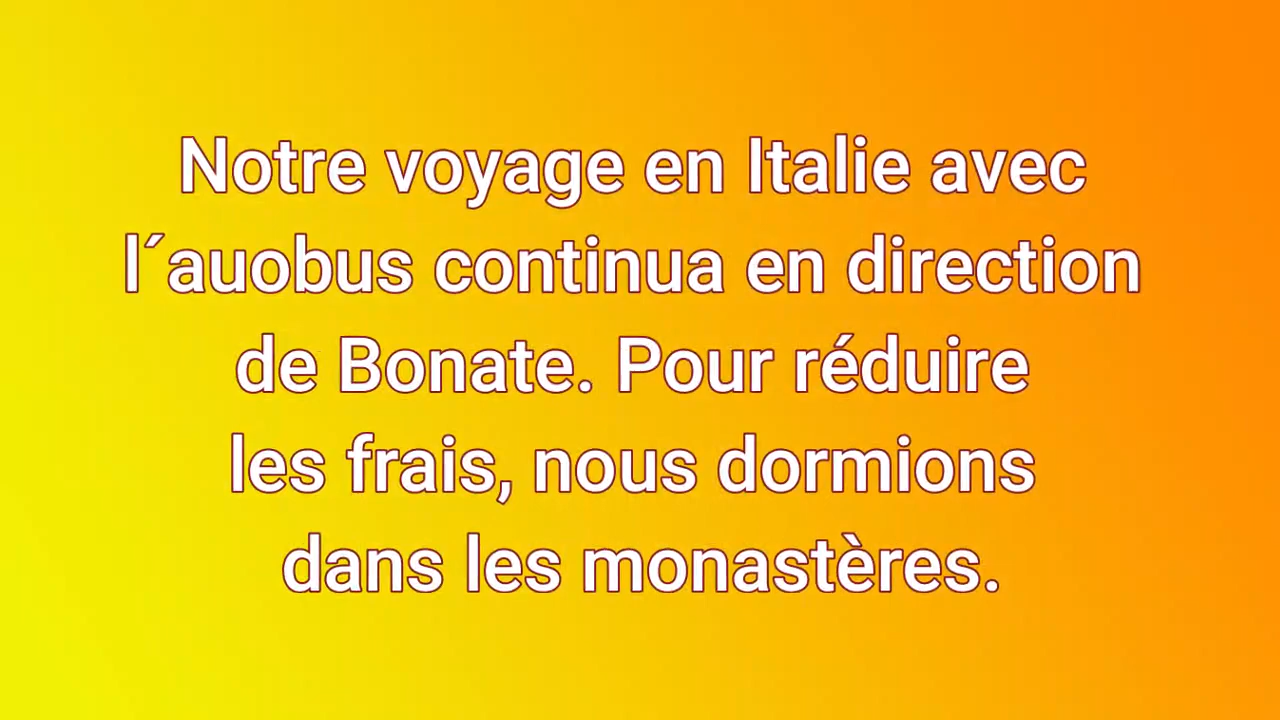 Notre voyage en Italie avec
l´auobus continua en direction
de Bonate. Pour réduire
les frais, nous dormions
dans les monastères.